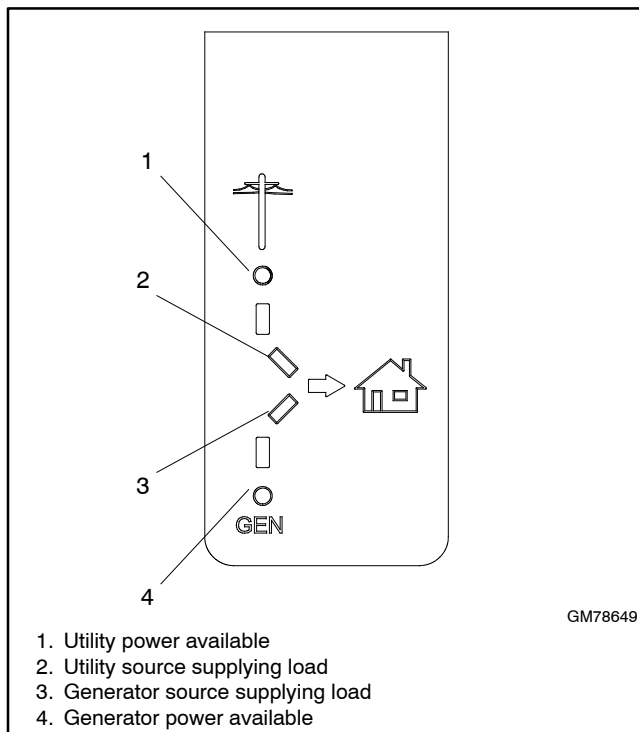 1
2
3
GEN
4
GM78649
1. Utility power available
2. Utility source supplying load
3. Generator source supplying load
4. Generator power available